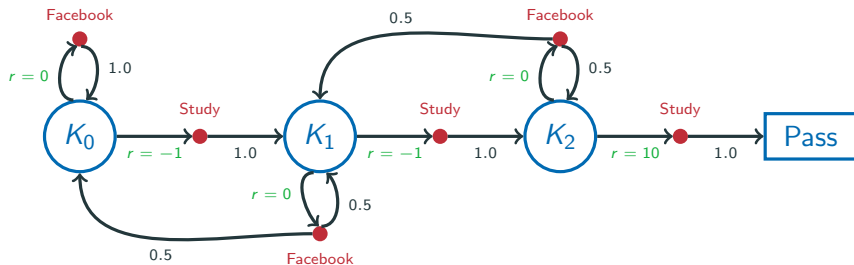 Facebook
Facebook
0.5
r = 0
1.0
r = 0
0.5
Study
Study
Study
K0
K1
K2
Pass
r = −1
1.0
r = −1
1.0
r = 10
1.0
r = 0
0.5
0.5
Facebook